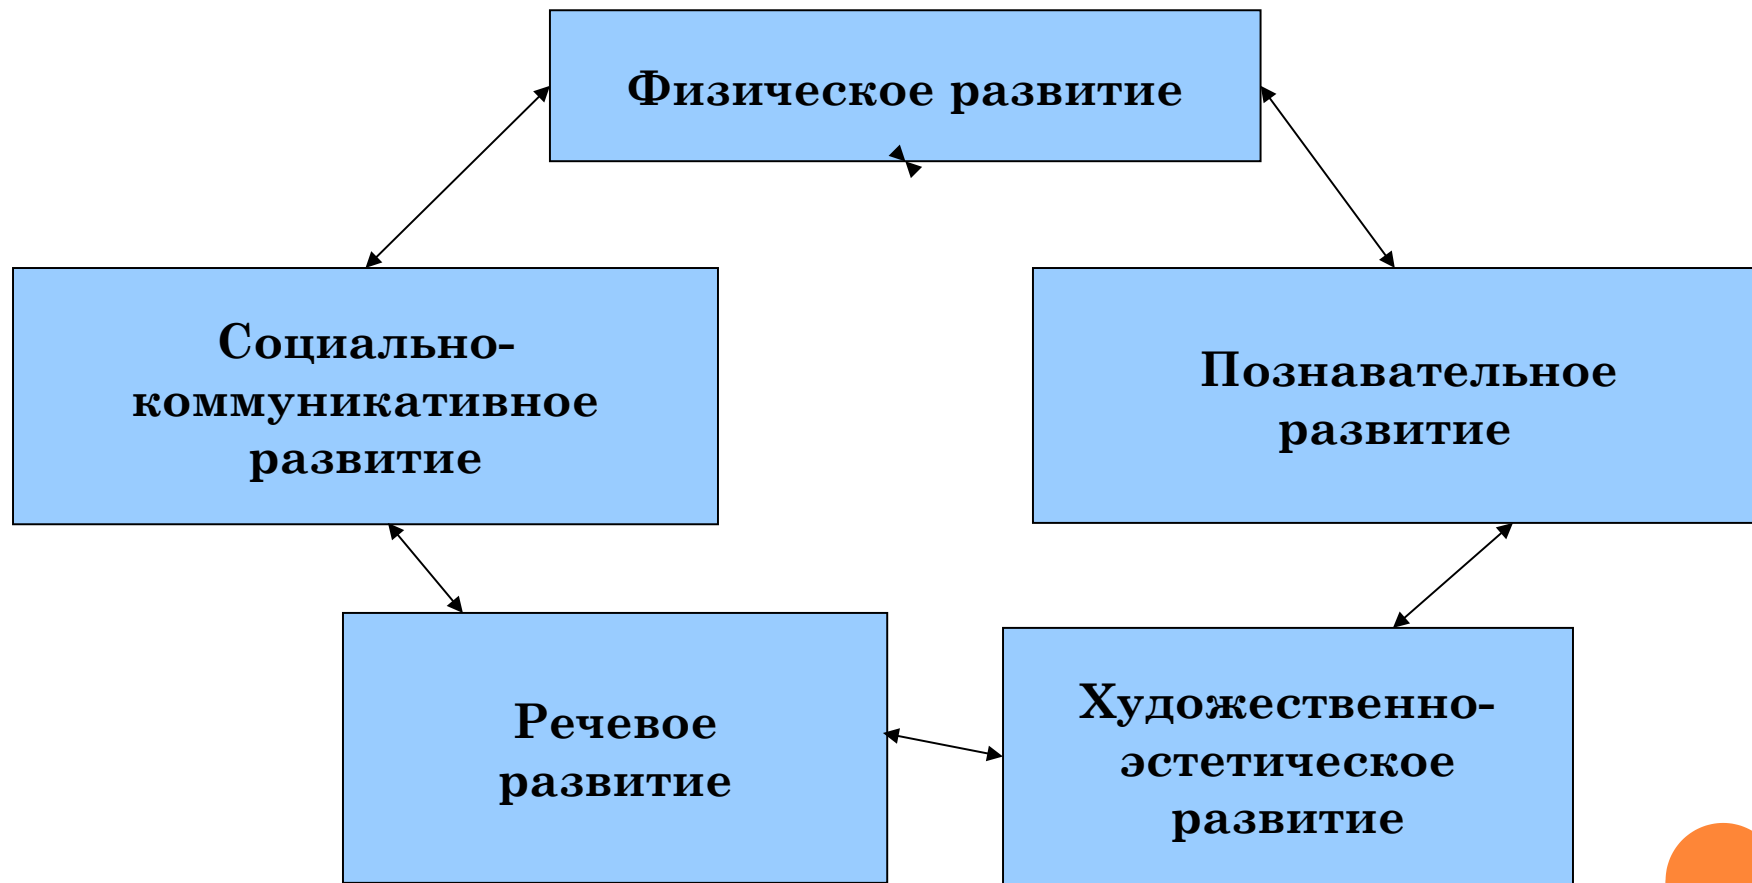 Физическое развитие
Социально-
коммуникативное
развитие
Познавательное
развитие
Речевое
развитие
Художественно-
эстетическое
развитие